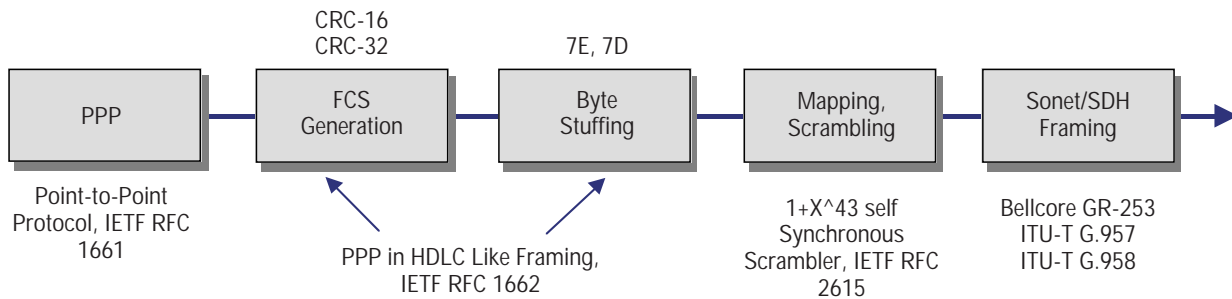 CRC-16
CRC-32
7E, 7D
PPP
FCS
Generation
Byte
Stuffing
Mapping,
Scrambling
Sonet/SDH
Framing
Point-to-Point
Protocol, IETF RFC
1661
PPP in HDLC Like Framing,
IETF RFC 1662
1+X^43 self
Synchronous
Scrambler, IETF RFC
2615
Bellcore GR-253
ITU-T G.957
ITU-T G.958